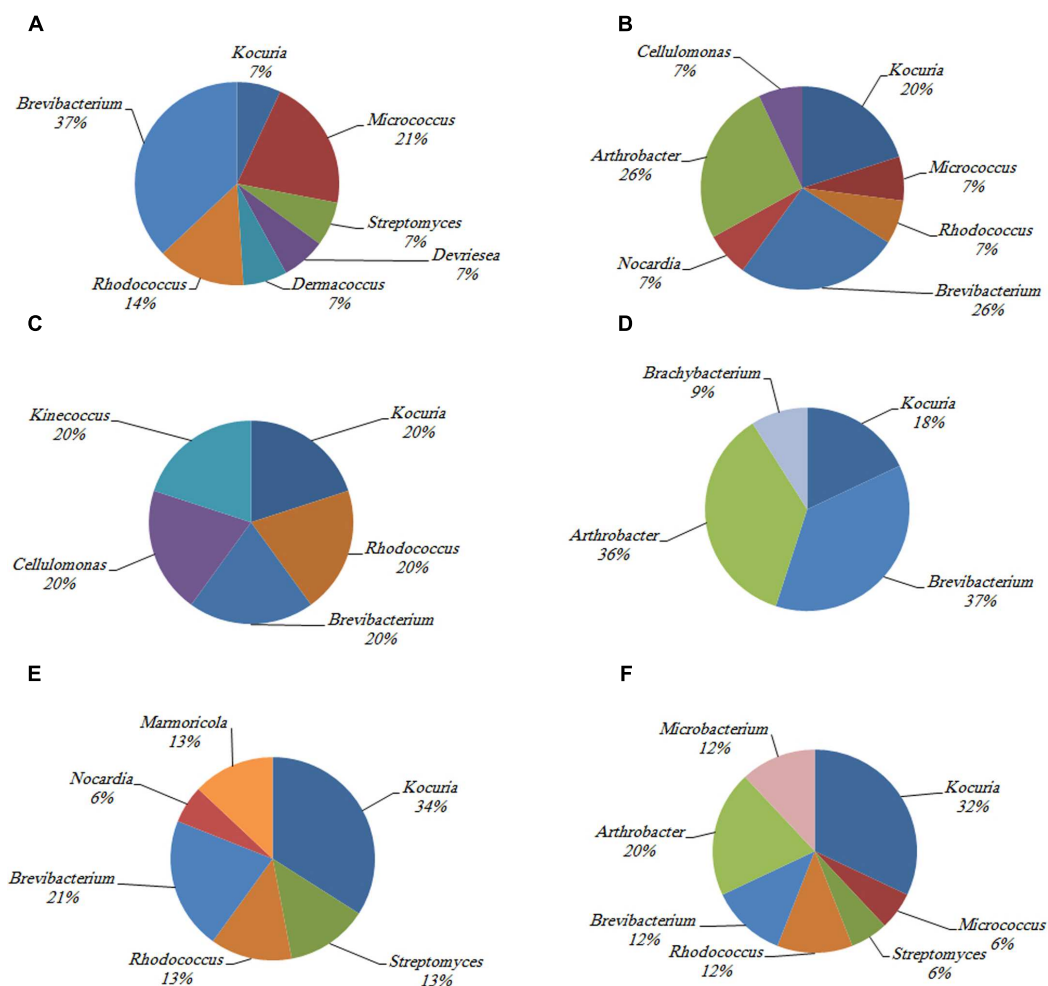 A
Kocuria
7%
Brevibacterium
37%
Micrococcus
21%
Streptomyces
7%
Devriesea
7%
Dermacoccus
7%
Rhodococcus
14%
B
Cellulomonas
7%
Kocuria
20%
Arthrobacter
26%
Micrococcus
7%
Rhodococcus
7%
Nocardia
7%
Brevibacterium
26%
C
Kinecoccus
20%
Kocuria
20%
Cellulomonas
20%
Rhodococcus
20%
Brevibacterium
20%
D
Brachybacterium
9%
Kocuria
18%
Arthrobacter
36%
Brevibacterium
37%
E
Marmoricola
13%
Nocardia
6%
Kocuria
34%
Brevibacterium
21%
Rhodococcus
13%
Streptomyces
13%
F
Microbacterium
12%
Kocuria
32%
Arthrobacter
20%
Brevibacterium
12%
Micrococcus
6%
Rhodococcus
12%
Streptomyces
6%